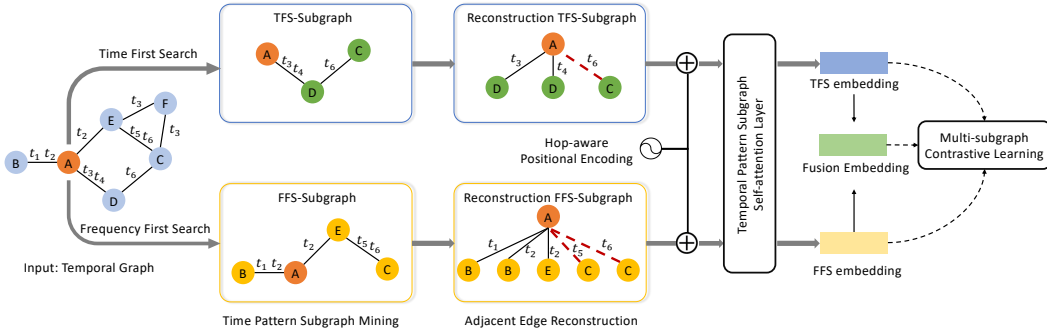 TFS-Subgraph
A
t3
t4
D
t6
C
Reconstruction TFS-Subgraph
A
t3
t4
t6
D
D
C
Time First Search
B
t1 t2
A
t2
E
t3
F
t5 t6
t3
C
t3
t4
t6
D
Frequency First Search
Input: Temporal Graph
Hop-aware
Positional Encoding
FFS-Subgraph
B
t1 t2
A
t2
E
t5
t6
C
Time Pattern Subgraph Mining
Reconstruction FFS-Subgraph
A
t1
t2
t2
t5
t6
B
B
E
C
C
Adjacent Edge Reconstruction
Temporal Pattern Subgraph
Self-attention Layer
TFS embedding
Fusion Embedding
FFS embedding
Multi-subgraph
Contrastive Learning